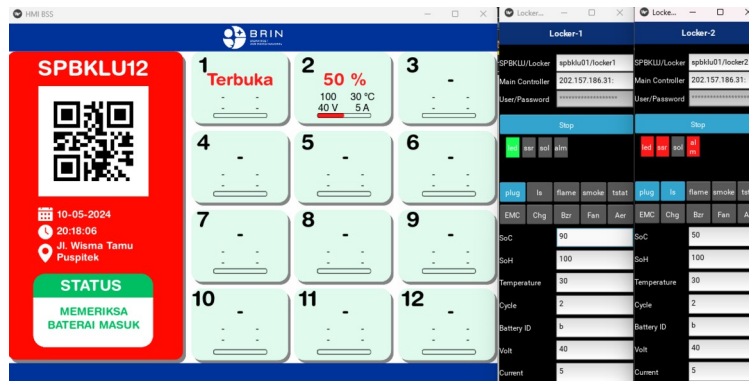 HMI BSS
BRIN
SPBKLU12
10-05-2024
20:18:06
Jl. Wisma Tamu
Puspitek
STATUS
MEMERIKSA
BATERAI MASUK
1
Terbuka
- -
- -
2
50 %
100 30 °C
40 V 5 A
3
-
- -
- -
4
-
- -
- -
5
-
- -
- -
6
-
- -
- -
7
-
- -
- -
8
-
- -
- -
9
-
- -
- -
10
-
- -
- -
11
-
- -
- -
12
-
- -
- -
Locker...
Locker-1
SPBKLU/Locker spbklu01/locker1
Main Controller 202.157.186.31:
User/Password ****************
Stop
led ssr sol alm
plug ls flame smoke tstat
EMC Chg Bzr Fan Aer
SoC 90
SoH 100
Temperature 30
Cycle 2
Battery ID b
Volt 40
Current 5
Locke...
Locker-2
SPBKLU/Locker spbklu01/locker2
Main Controller 202.157.186.31:
User/Password ****************
Stop
led ssr sol al
m
plug ls flame smoke tst
EMC Chg Bzr Fan A
SoC 50
SoH 100
Temperature 30
Cycle 2
Battery ID b
Volt 40
Current 5